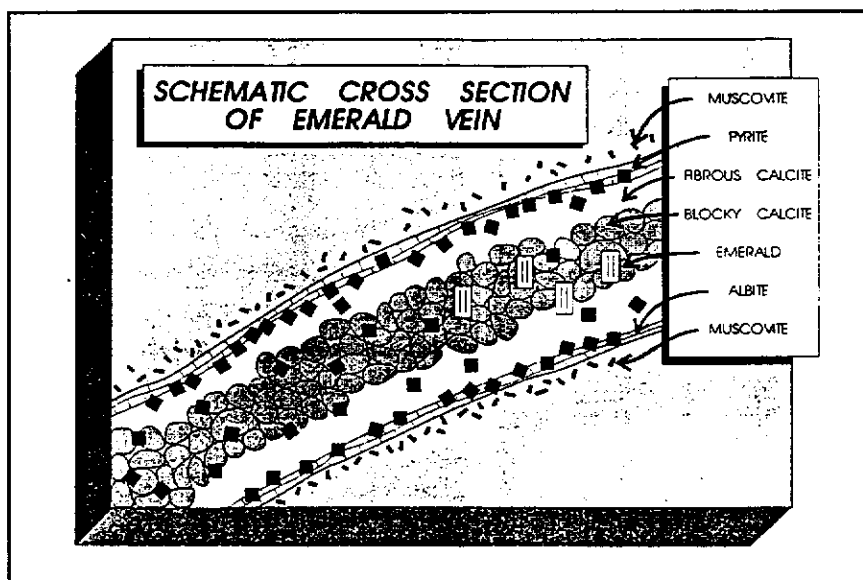 SCHEMATIC CROSS SECTION
OF EMERALD VEIN
MUSCOVITE
PYRITE
FIBROUS CALCITE
BLOCKY CALCITE
EMERALD
ALBITE
MUSCOVITE